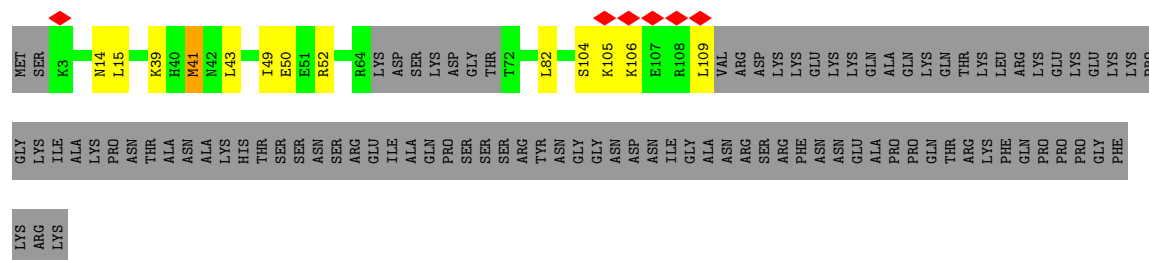 MET SER K3 N14 L15 K39 H40 M41 N42 L43 I49 E50 E51 R52 R64 LYS ASP SER LYS ASP GLY THR T72 L82 S104 K105 K106 E107 R108 L109 VAL ARG ASP LYS LYS GLU LYS LYS GLN ALA GLN LYS GLN THR LYS LEU ARG LYS GLU LYS GLU LYS LYS PRO
GLY LYS ILE ALA LYS PRO ASN THR ALA ASN ALA LYS HIS THR SER SER ASN SER ARG GLU ILE ALA GLN PRO SER SER SER ARG TYR ASN GLY GLY ASN ASP ASN ILE GLY ALA ASN ARG SER ARG PHE ASN ASN GLU ALA PRO PRO GLN THR ARG LYS PHE GLN PRO PRO PRO GLY PHE
LYS ARG LYS